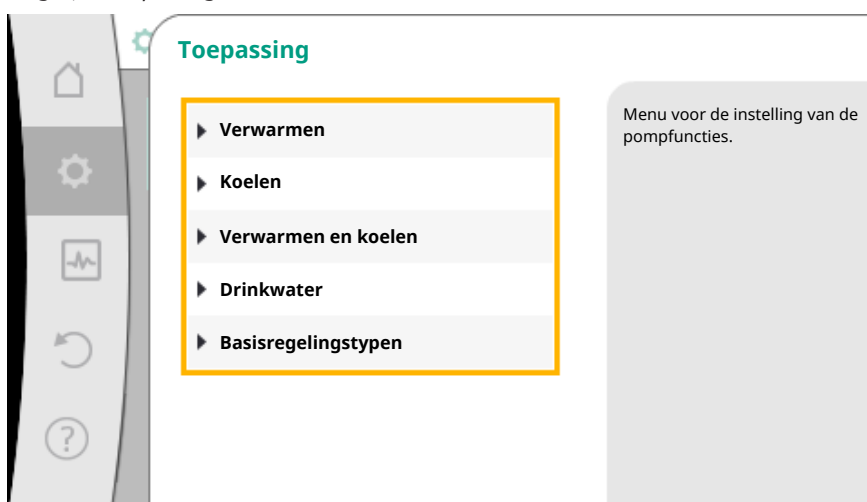 Toepassing
Verwarmen
Koelen
Verwarmen en koelen
Drinkwater
Basisregelingstypen
Menu voor de instelling van de
pompfuncties.
?